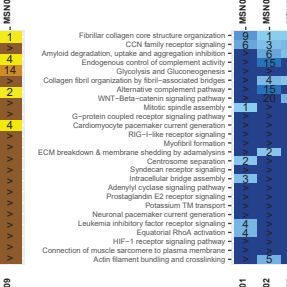 MSN0
MSN0
MSN0
1
>
4
14
>
2
>
>
4
>
>
>
>
>
>
>
>
>
>
>
>
09
Fibrillar collagen core structure organization - 9 1
CCN family receptor signaling - 6 3
Amyloid degradation, uptake and aggregation inhibition - > 6
Endogenous control of complement activity - > 15
Glycolysis and Gluconeogenesis - > >
Collagen fibril organization by fibril-associated bridges - > 4
Alternative complement pathway - > 15
WNT-Beta-catenin signaling pathway - > 20
Mitotic spindle assembly - 1 >
G-protein coupled receptor signaling pathway - > >
Cardiomyocyte pacemaker current generation - > >
RIG-I-like receptor signaling - > >
Myofibril formation - > >
ECM breakdown & membrane shedding by adamalysins - > 2
Centrosome separation - 2 >
Syndecan receptor signaling - > >
Intracellular bridge assembly - 3 >
Adenylyl cyclase signaling pathway - > >
Prostaglandin E2 receptor signaling - > >
Potassium TM transport - > >
Neuronal pacemaker current generation - > >
Leukemia inhibitory factor receptor signaling - 4 >
Equatorial RhoA activation - 4 >
HIF-1 receptor signaling pathway - > >
Connection of muscle sarcomere to plasma membrane - > >
Actin filament bundling and crosslinking - > 5
01
02